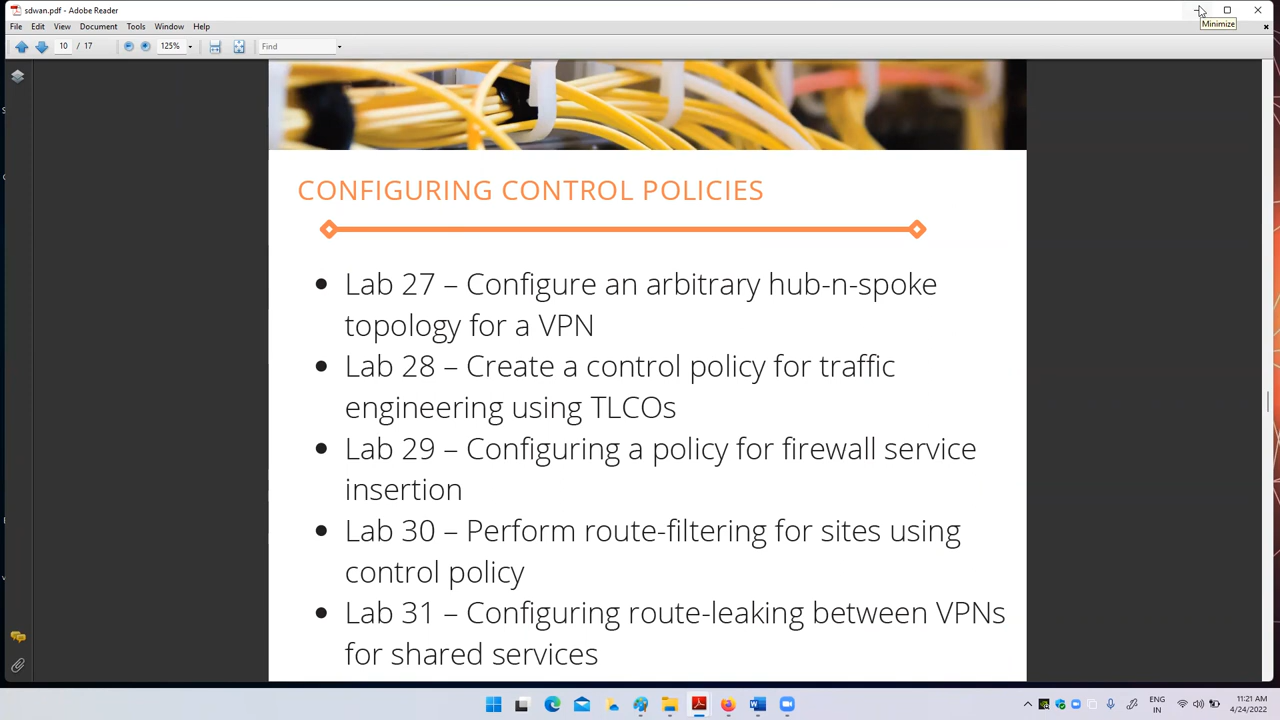 sdwan.pdf - Adobe Reader
Minimize
File Edit View Document Tools Window Help
10 / 17 125% Find
CONFIGURING CONTROL POLICIES
• Lab 27 – Configure an arbitrary hub-n-spoke
topology for a VPN
• Lab 28 – Create a control policy for traffic
engineering using TLCOs
• Lab 29 – Configuring a policy for firewall service
insertion
• Lab 30 – Perform route-filtering for sites using
control policy
• Lab 31 – Configuring route-leaking between VPNs
for shared services
ENG
IN
11:21 AM
4/24/2022